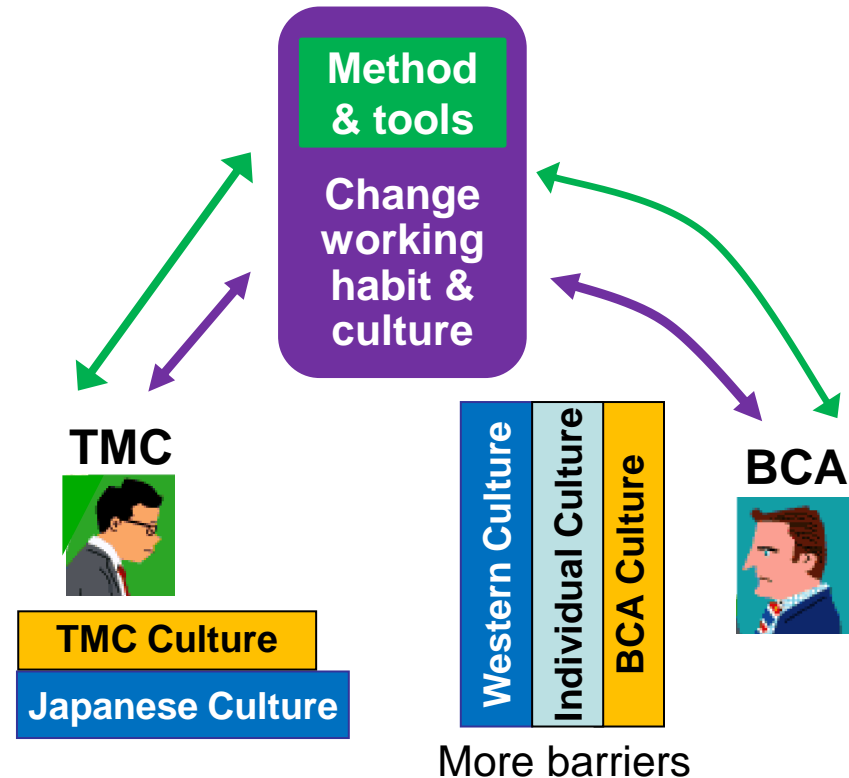 Method
& tools
Change
working
habit &
culture
TMC
BCA
Western Culture
Individual Culture
BCA Culture
TMC Culture
Japanese Culture
More barriers